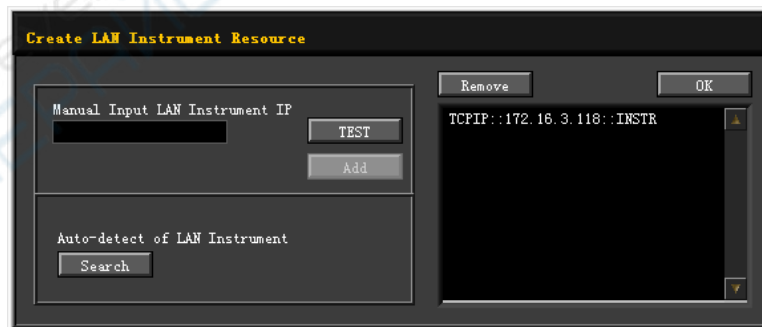 Create LAN Instrument Resource
Manual Input LAN Instrument IP
TEST
Add
Auto-detect of LAN Instrument
Search
Remove
OK
TCPIP::172.16.3.118::INSTR